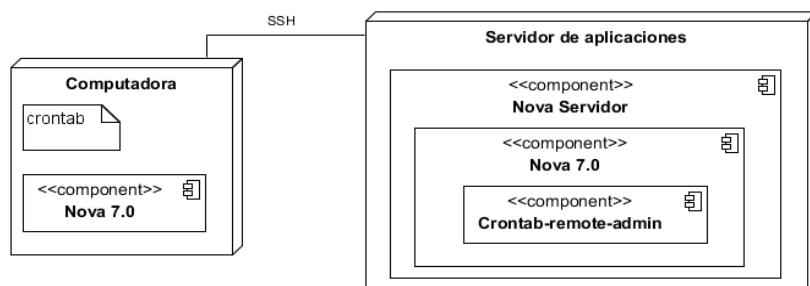 SSH
Computadora
crontab
<<component>>
Nova 7.0
Servidor de aplicaciones
<<component>>
Nova Servidor
<<component>>
Nova 7.0
<<component>>
Crontab-remote-admin